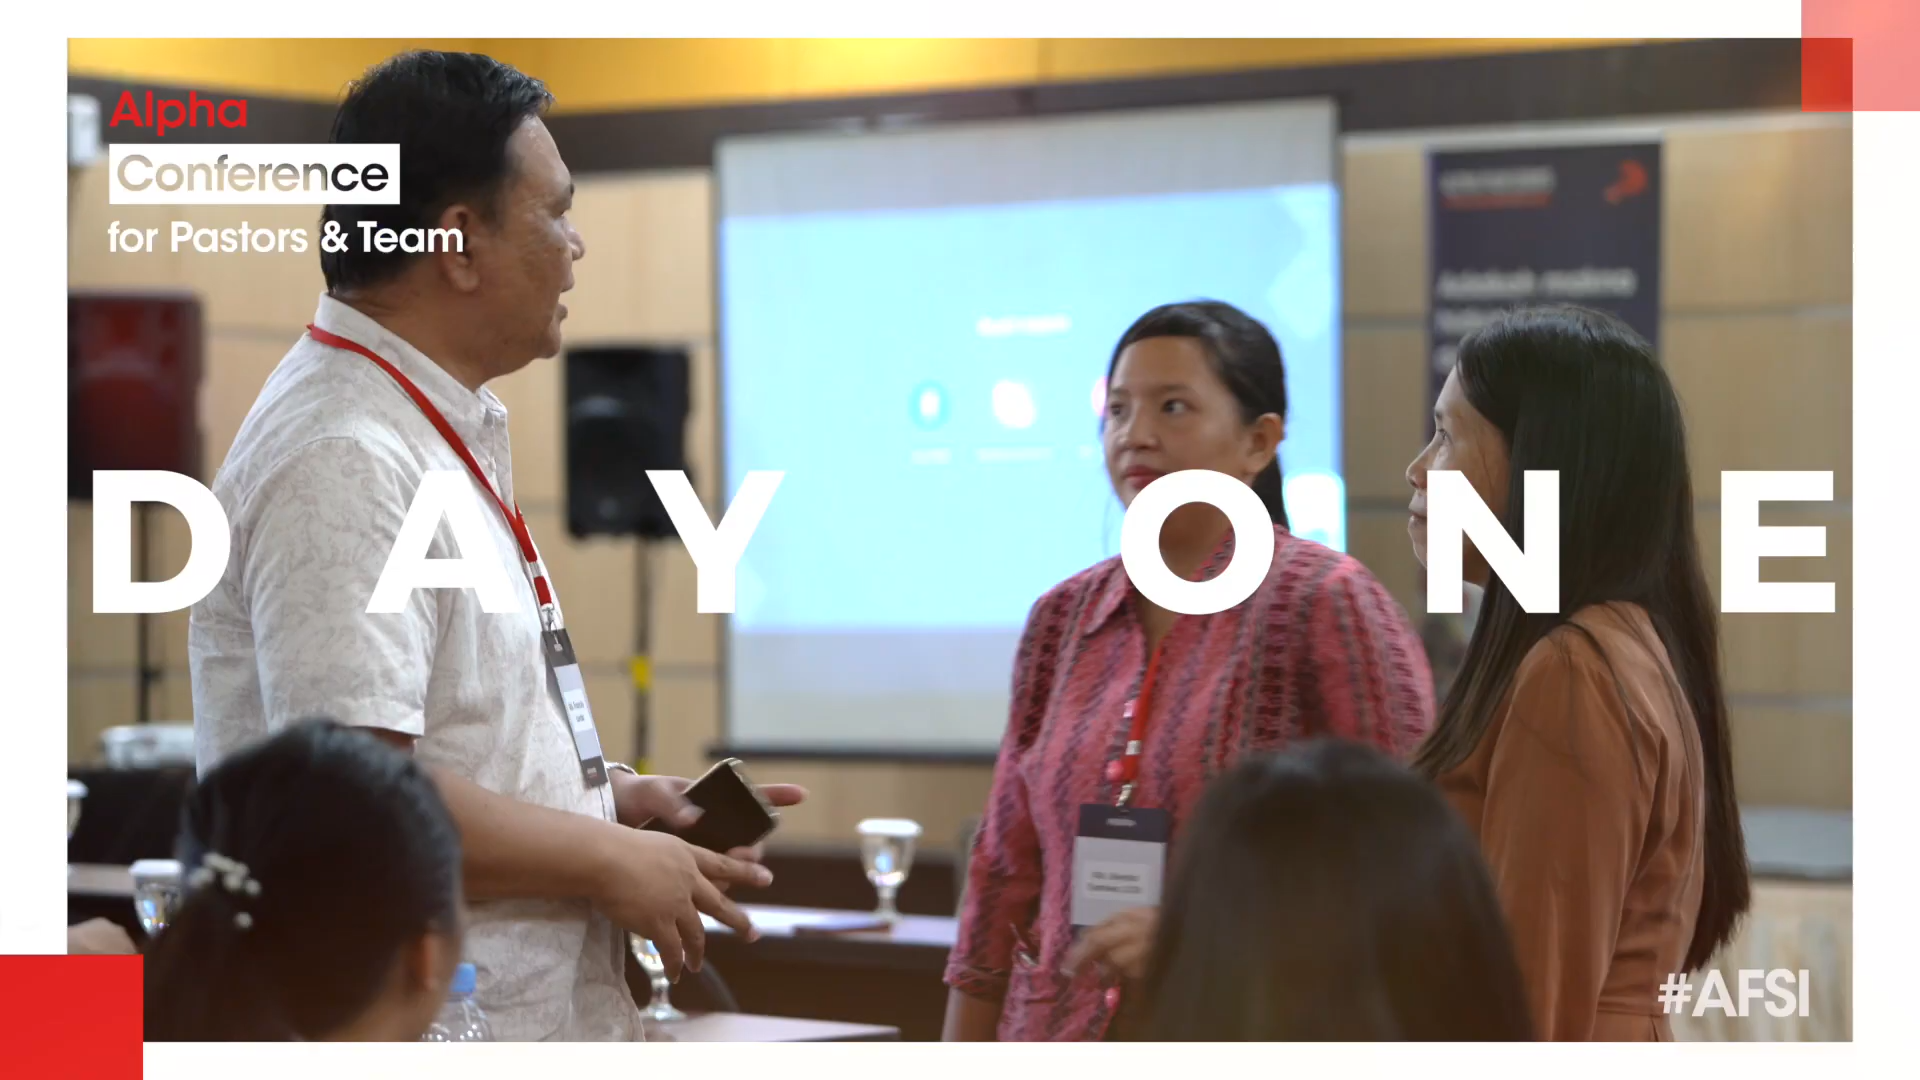 Alpha
Conference
for Pastors & Team
DAY ONE
#AFSI